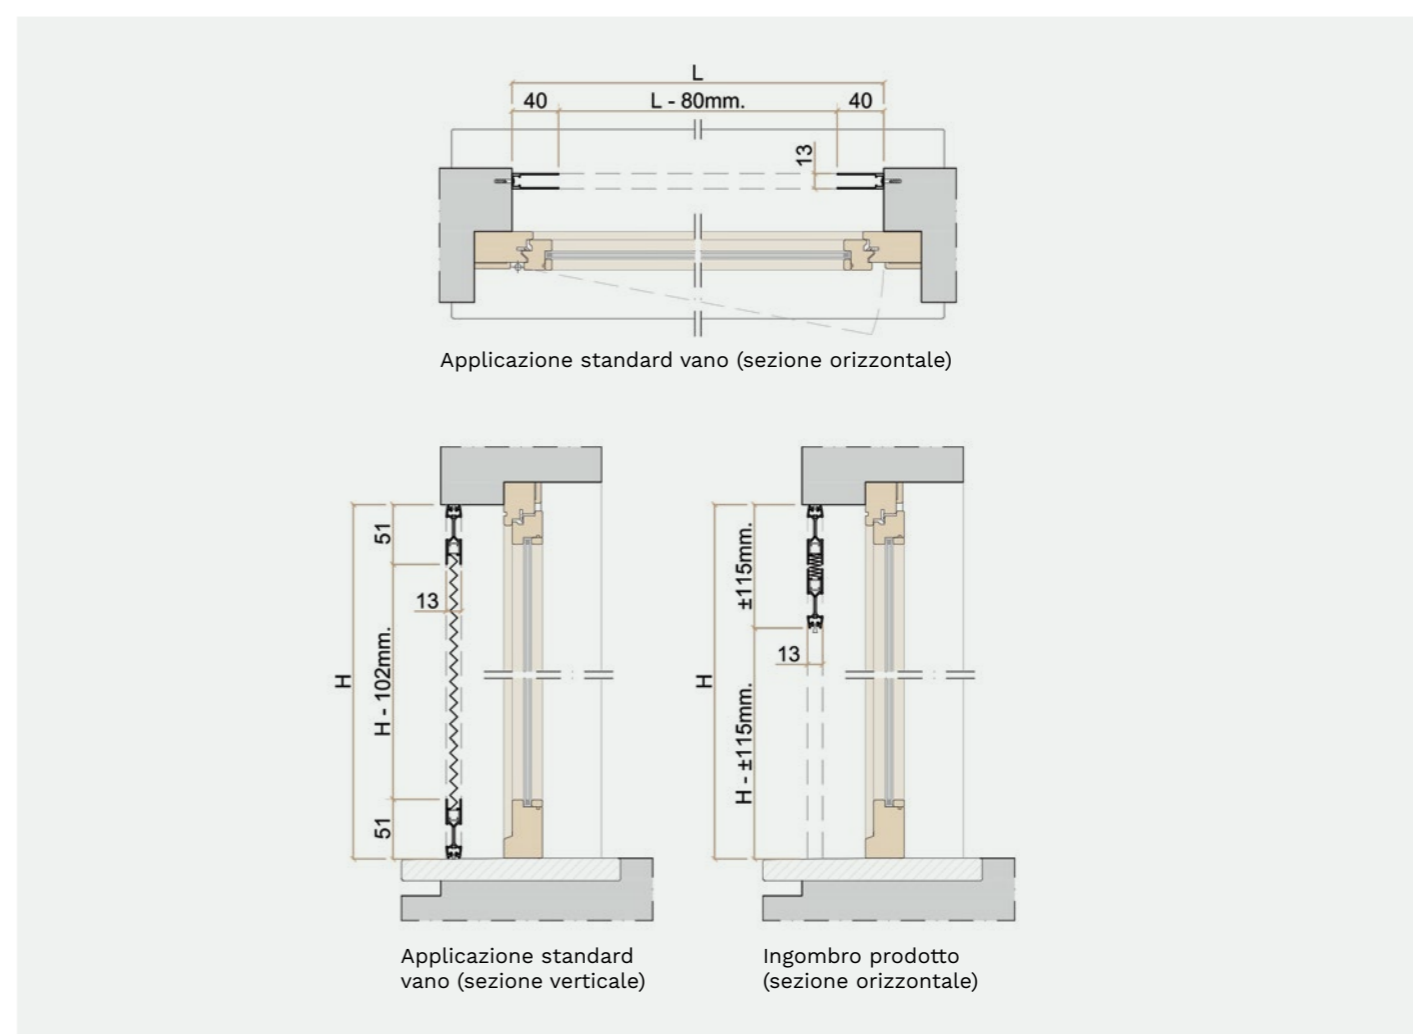 L
40
L - 80mm.
40
13
Applicazione standard vano (sezione orizzontale)
51
13
H
H - 102mm.
51
±115mm.
13
H
H - ±115mm.
Applicazione standard
vano (sezione verticale)
Ingombro prodotto
(sezione orizzontale)